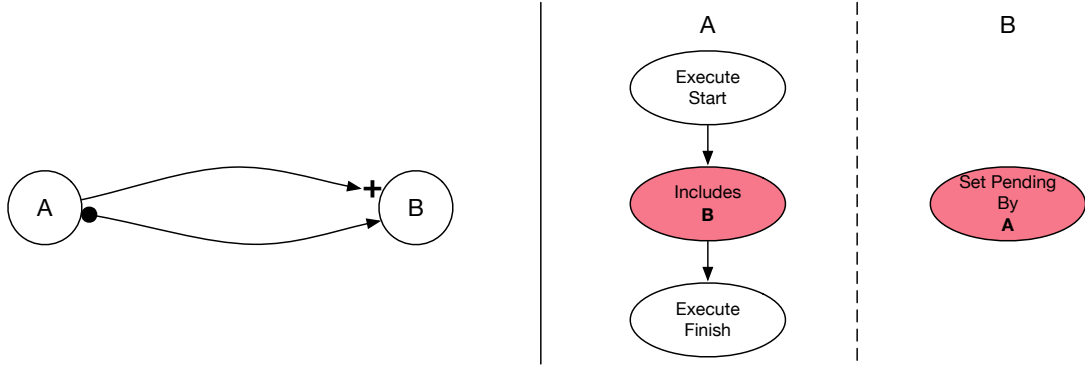 A
B
+
A
B
Execute
Start
Includes
B
Execute
Finish
Set Pending
By
A